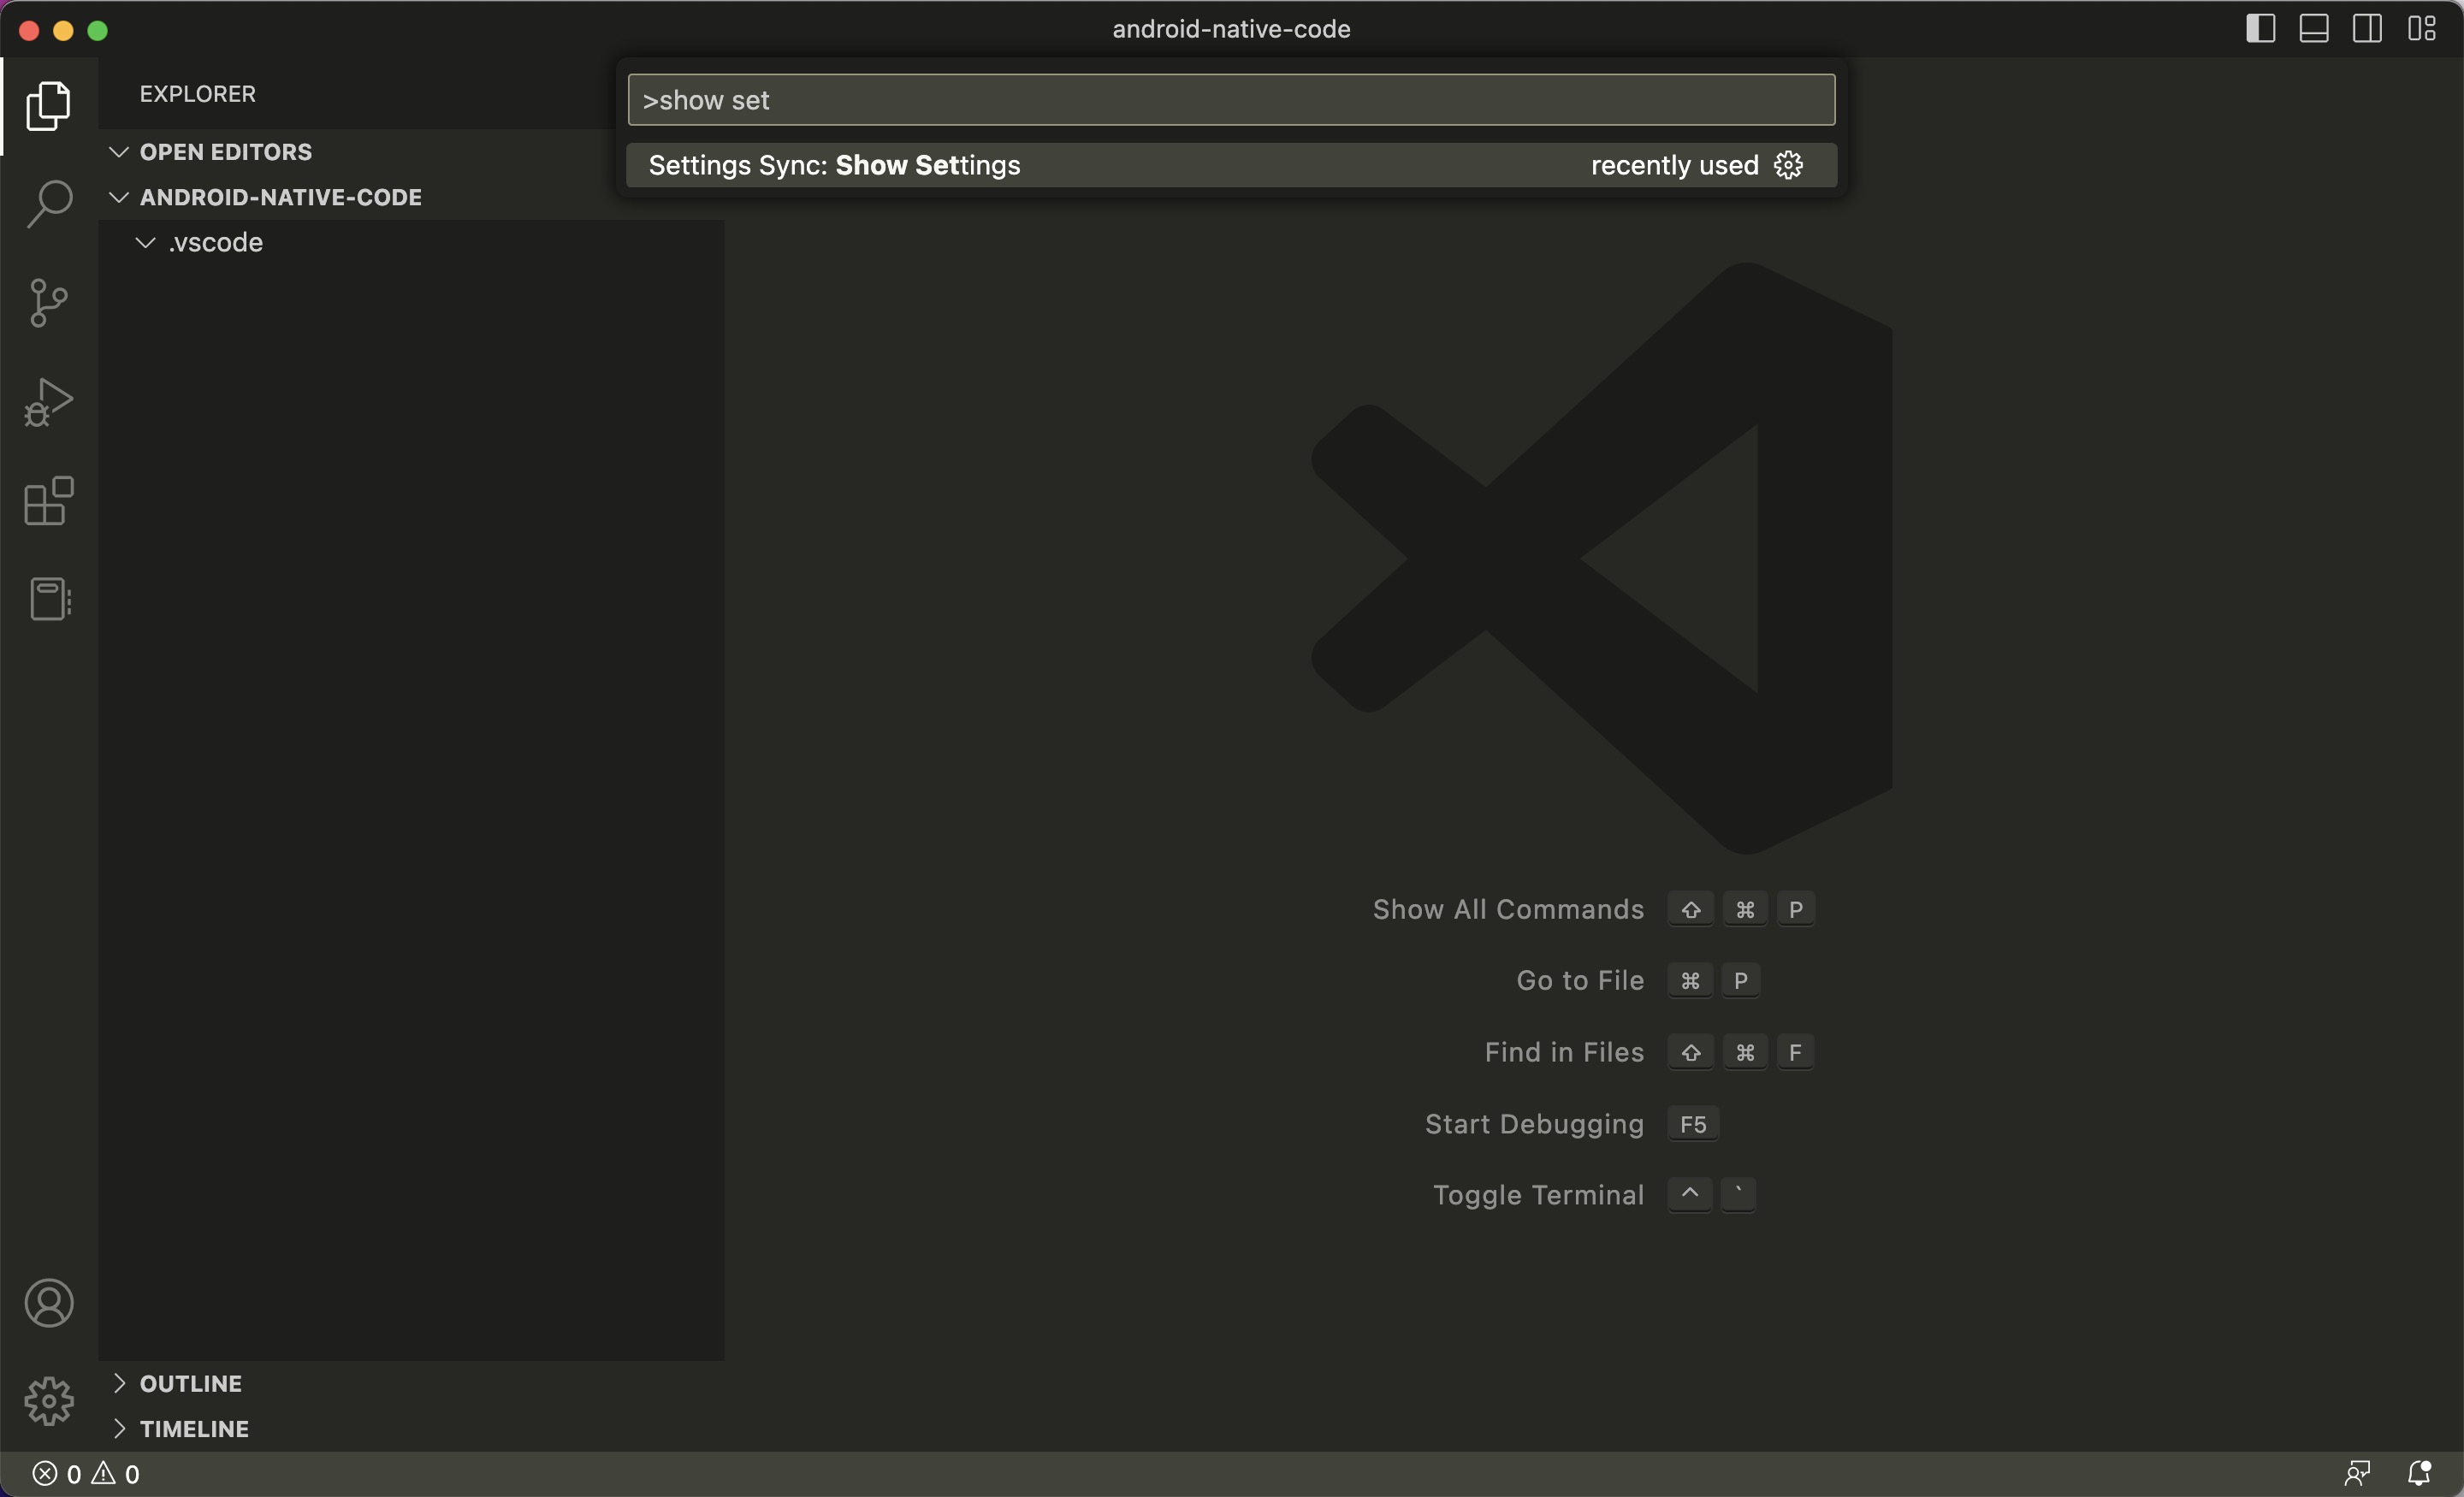 android-native-code
EXPLORER
>show set
Settings Sync: Show Settings recently used
OPEN EDITORS
ANDROID-NATIVE-CODE
.vscode
Show All Commands ⇧ ⌘ P
Go to File ⌘ P
Find in Files ⇧ ⌘ F
Start Debugging F5
Toggle Terminal ^ `
OUTLINE
TIMELINE
0 0